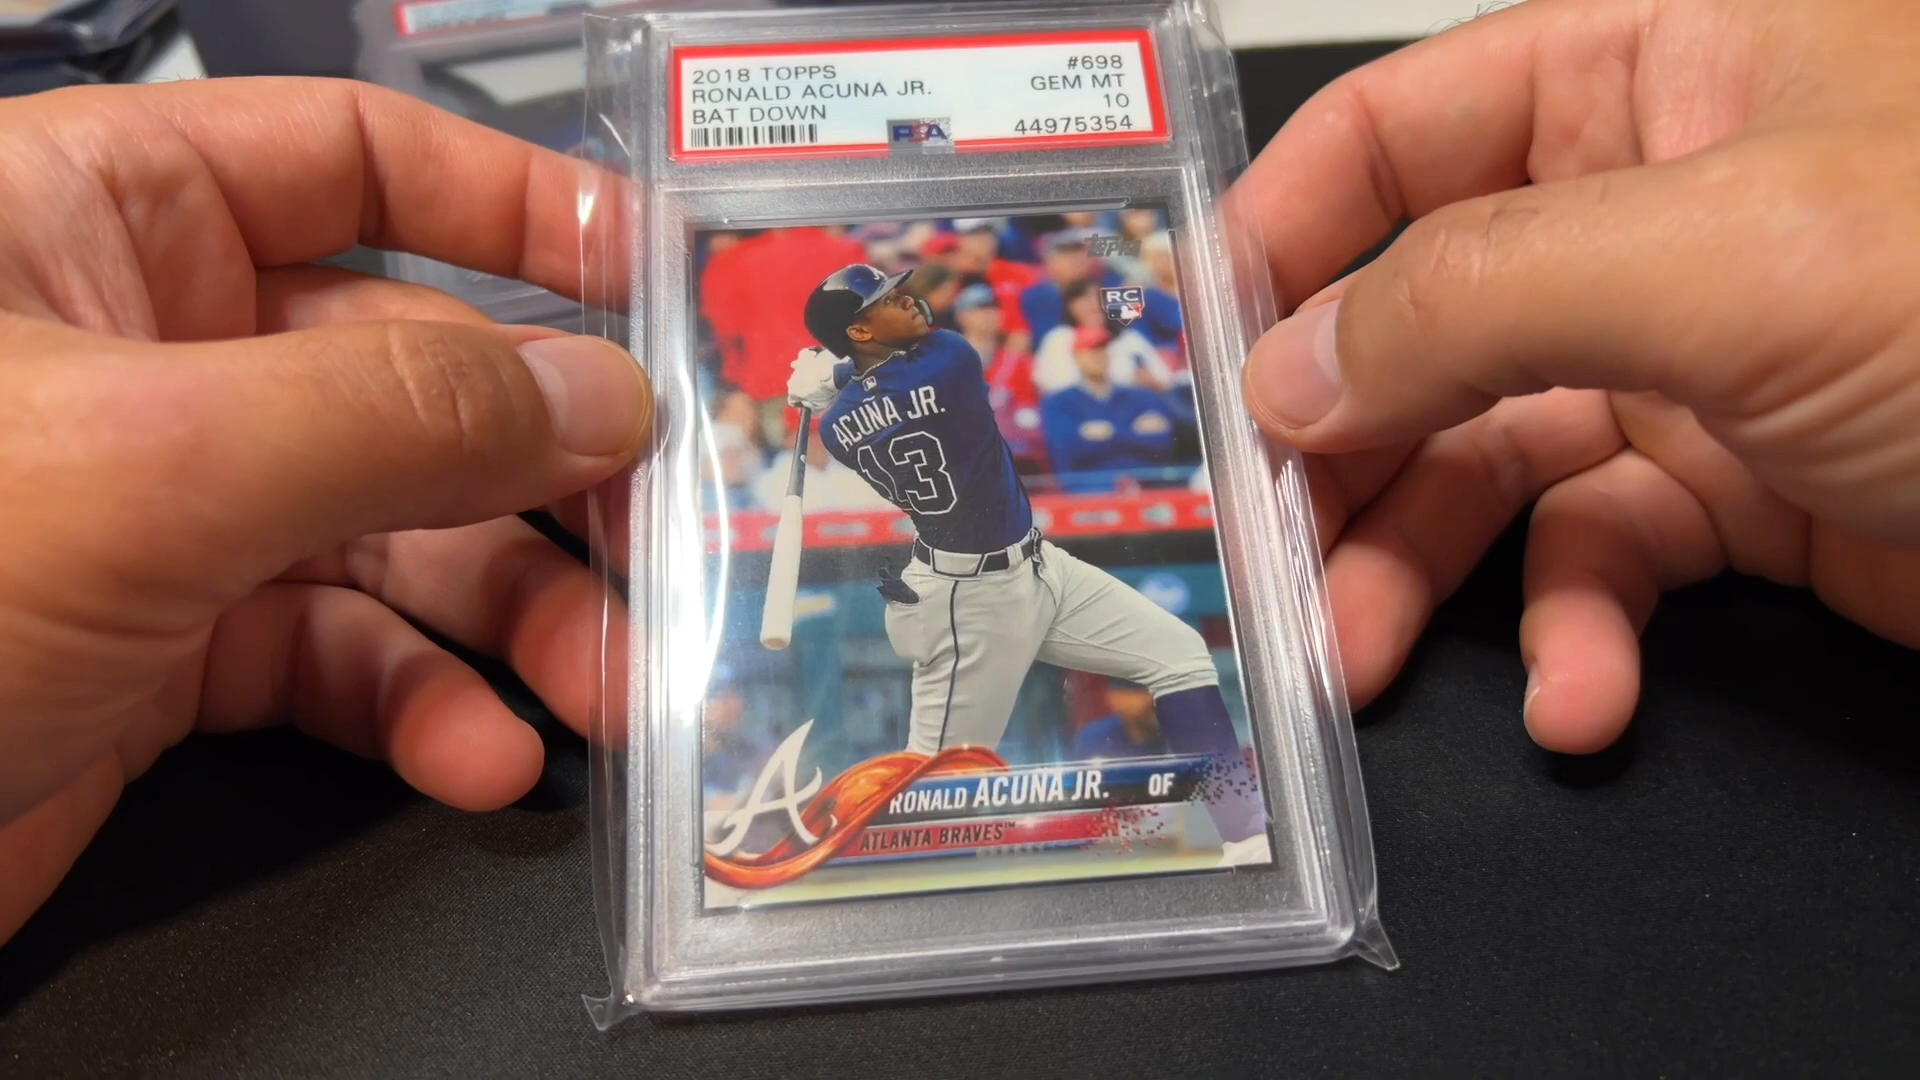 2018 TOPPS #698
RONALD ACUNA JR. GEM MT
BAT DOWN 10
PSA 44975354
Topps
RC
ACUÑA JR.
13
RONALD ACUNA JR. OF
ATLANTA BRAVES™